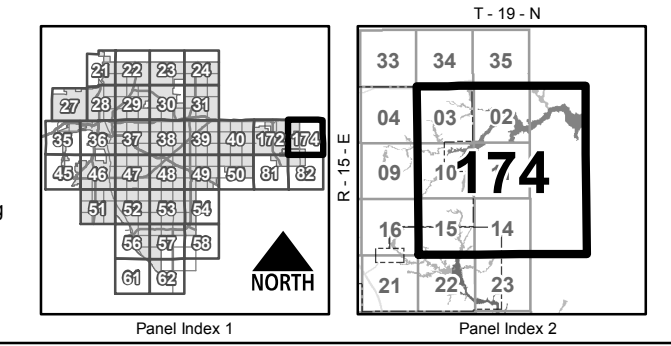 T - 19 - N
21 22 23 24
27 28 29 30 31
35 36 37 38 39 40 172 174
45 46 47 48 49 50 81 82
51 52 53 54
56 57 58
61 62
NORTH
Panel Index 1
R - 15 - E
33 34 35
04 03 02
09 10
174
16 15 14
21 22 23
Panel Index 2
g